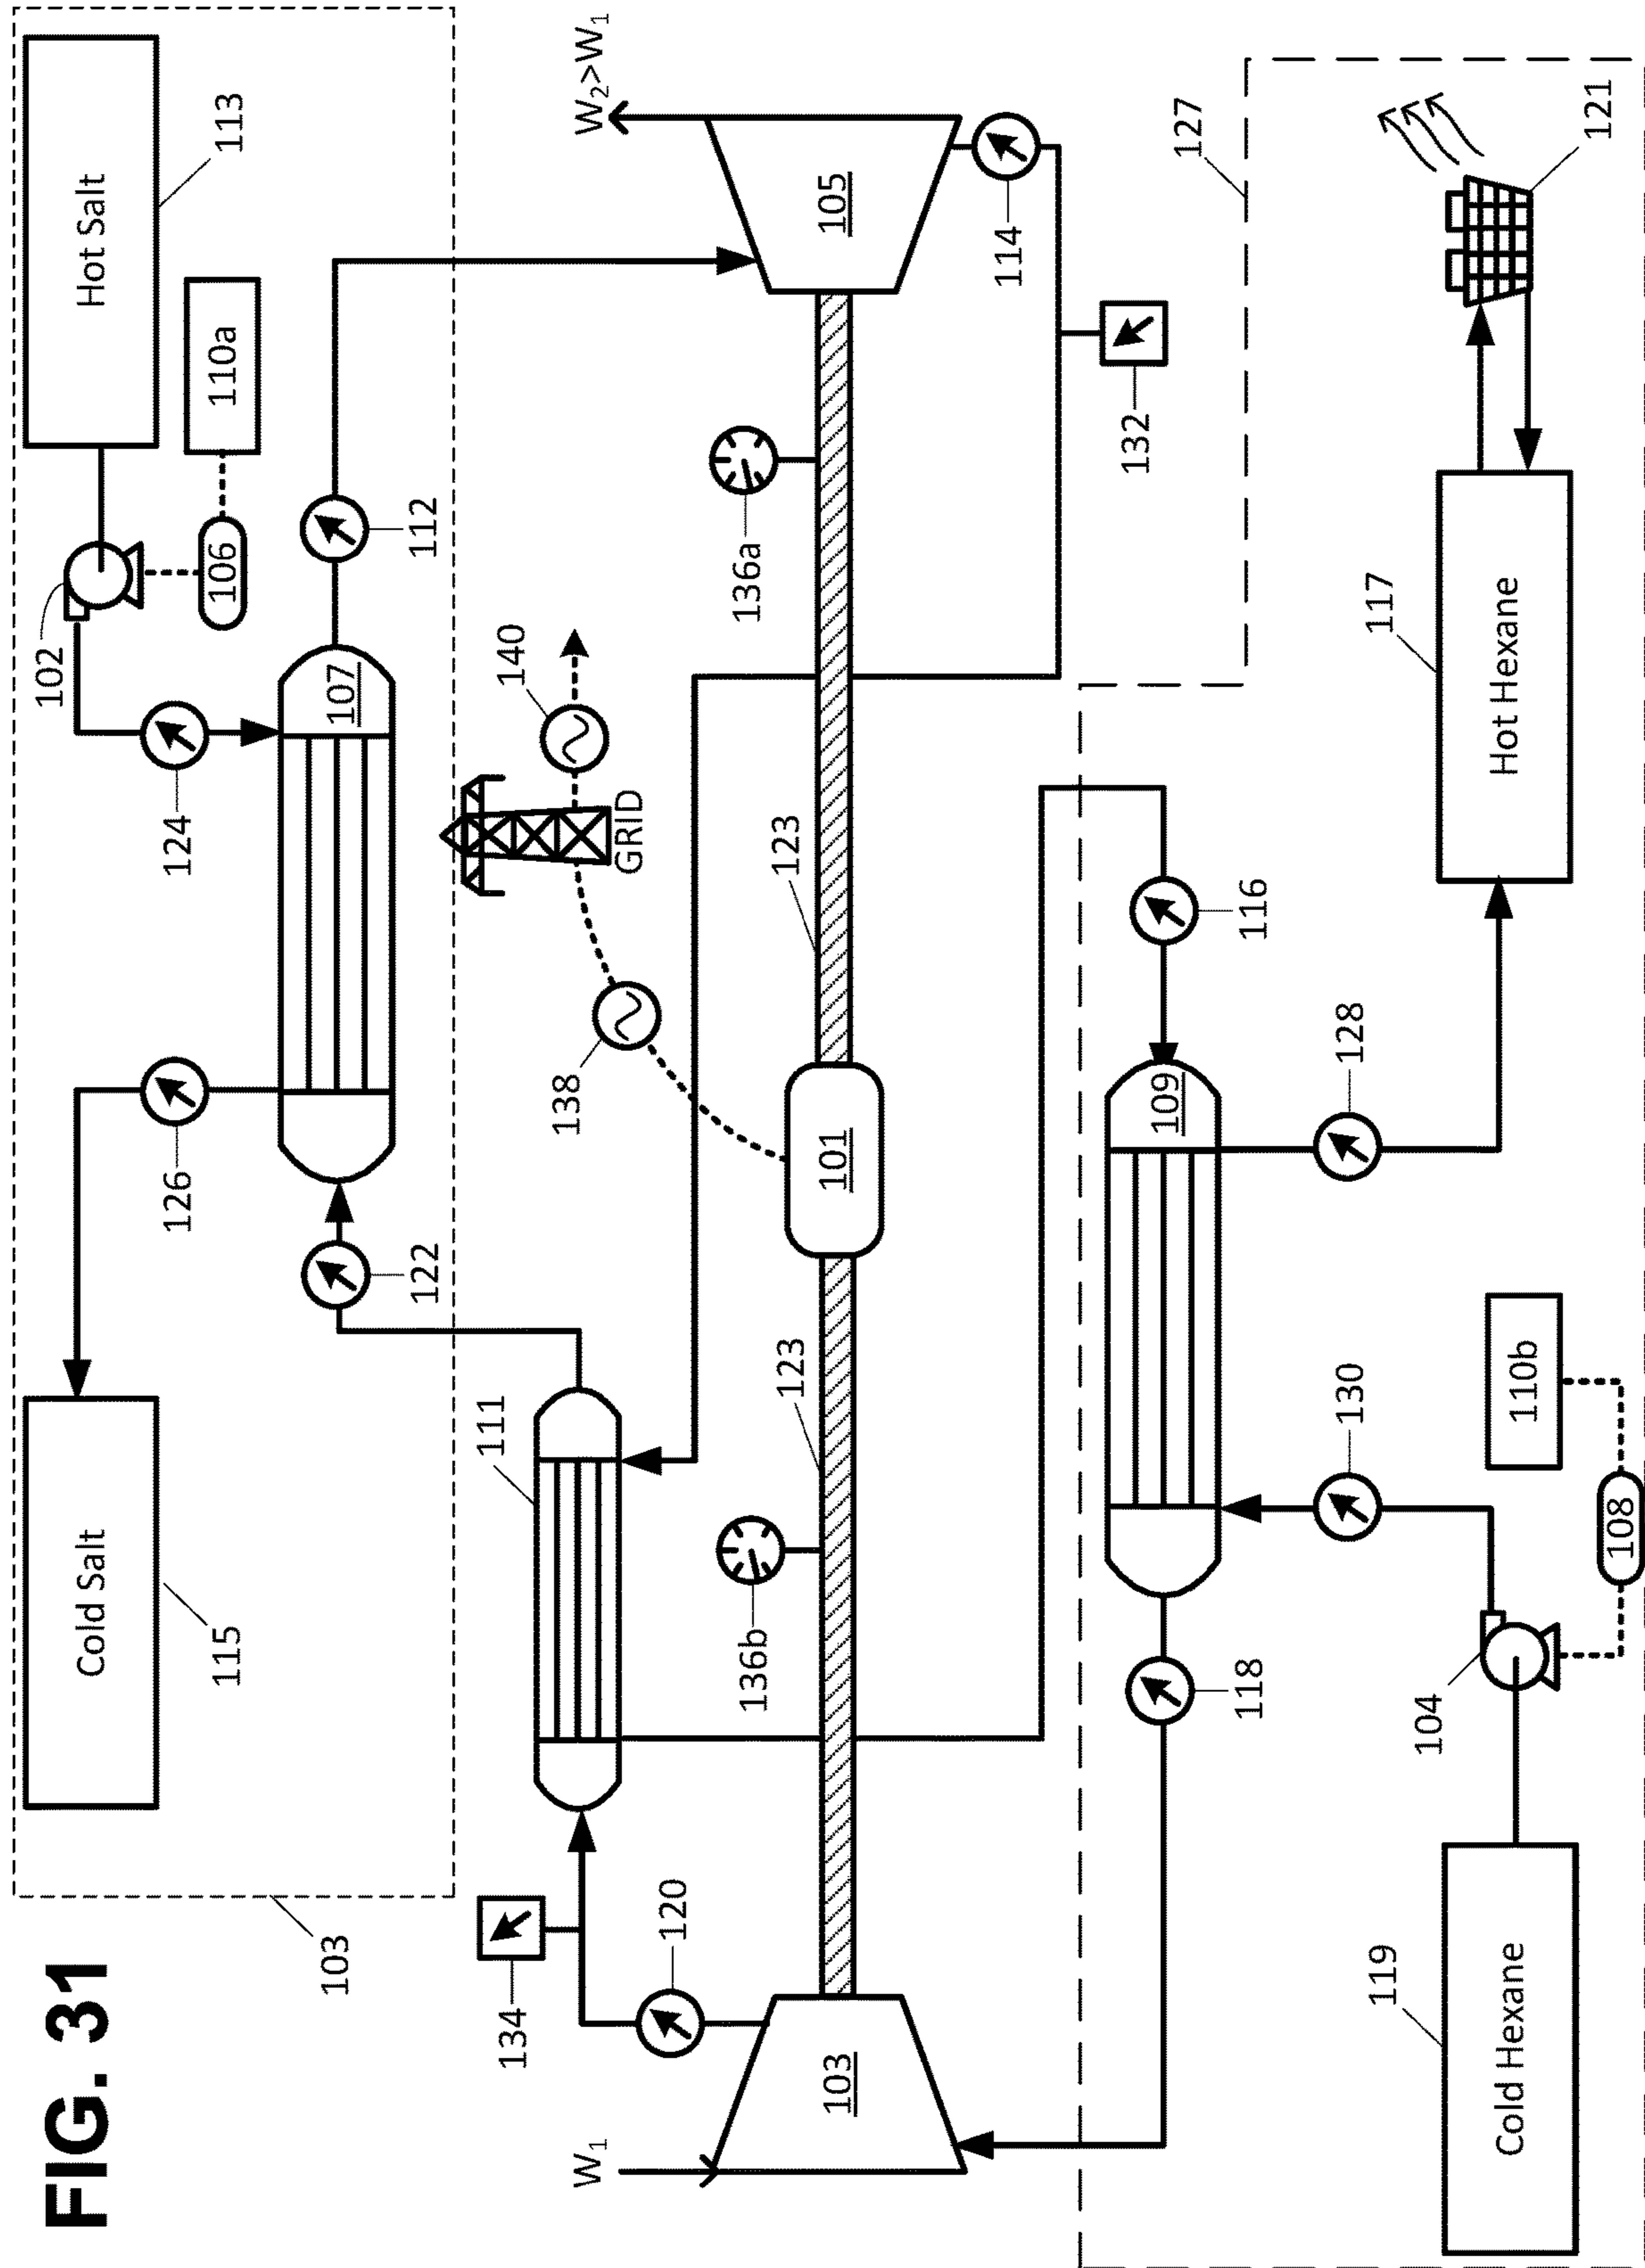 FIG. 31
103
Cold Salt
115
126
124
102
Hot Salt
113
106
110a
107
112
122
111
134
120
W₁
103
136b
123
101
138
GRID
140
123
136a
105
W₂>W₁
114
132
127
116
109
118
128
130
104
108
110b
119
Cold Hexane
117
Hot Hexane
121